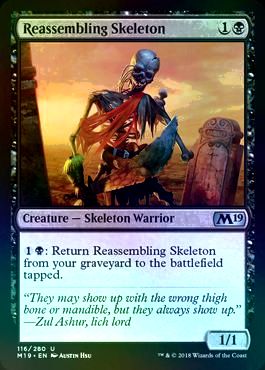 Reassembling Skeleton 1
Creature — Skeleton Warrior M19
1 : Return Reassembling Skeleton
from your graveyard to the battlefield
tapped.
“They may show up with the wrong thigh
bone or mandible, but they always show up.”
—Zul Ashur, lich lord
1/1
116/280 U
M19 • EN Austin Hsu ™ & © 2018 Wizards of the Coast